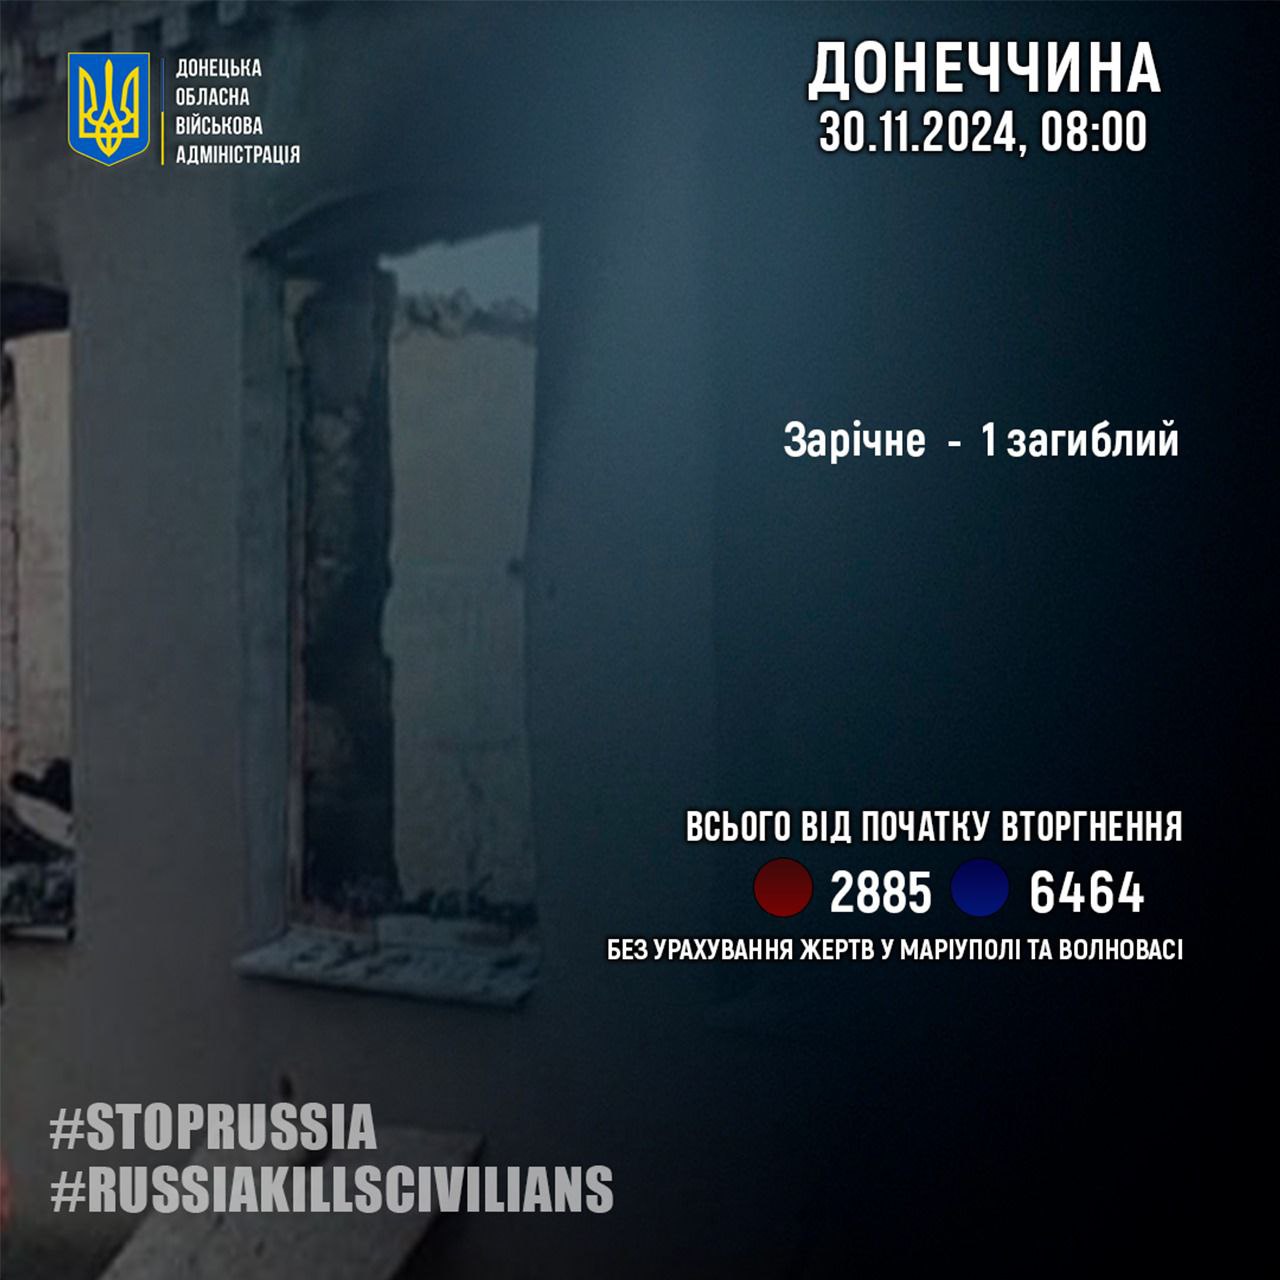 ДОНЕЦЬКА
ОБЛАСНА
ВІЙСЬКОВА
АДМІНІСТРАЦІЯ
ДОНЕЧЧИНА
30.11.2024, 08:00
Зарічне - 1 загиблий
ВСЬОГО ВІД ПОЧАТКУ ВТОРГНЕННЯ
2885 6464
БЕЗ УРАХУВАННЯ ЖЕРТВ У МАРІУПОЛІ ТА ВОЛНОВАСІ
#STOPRUSSIA
#RUSSIAKILLSCIVILIANS